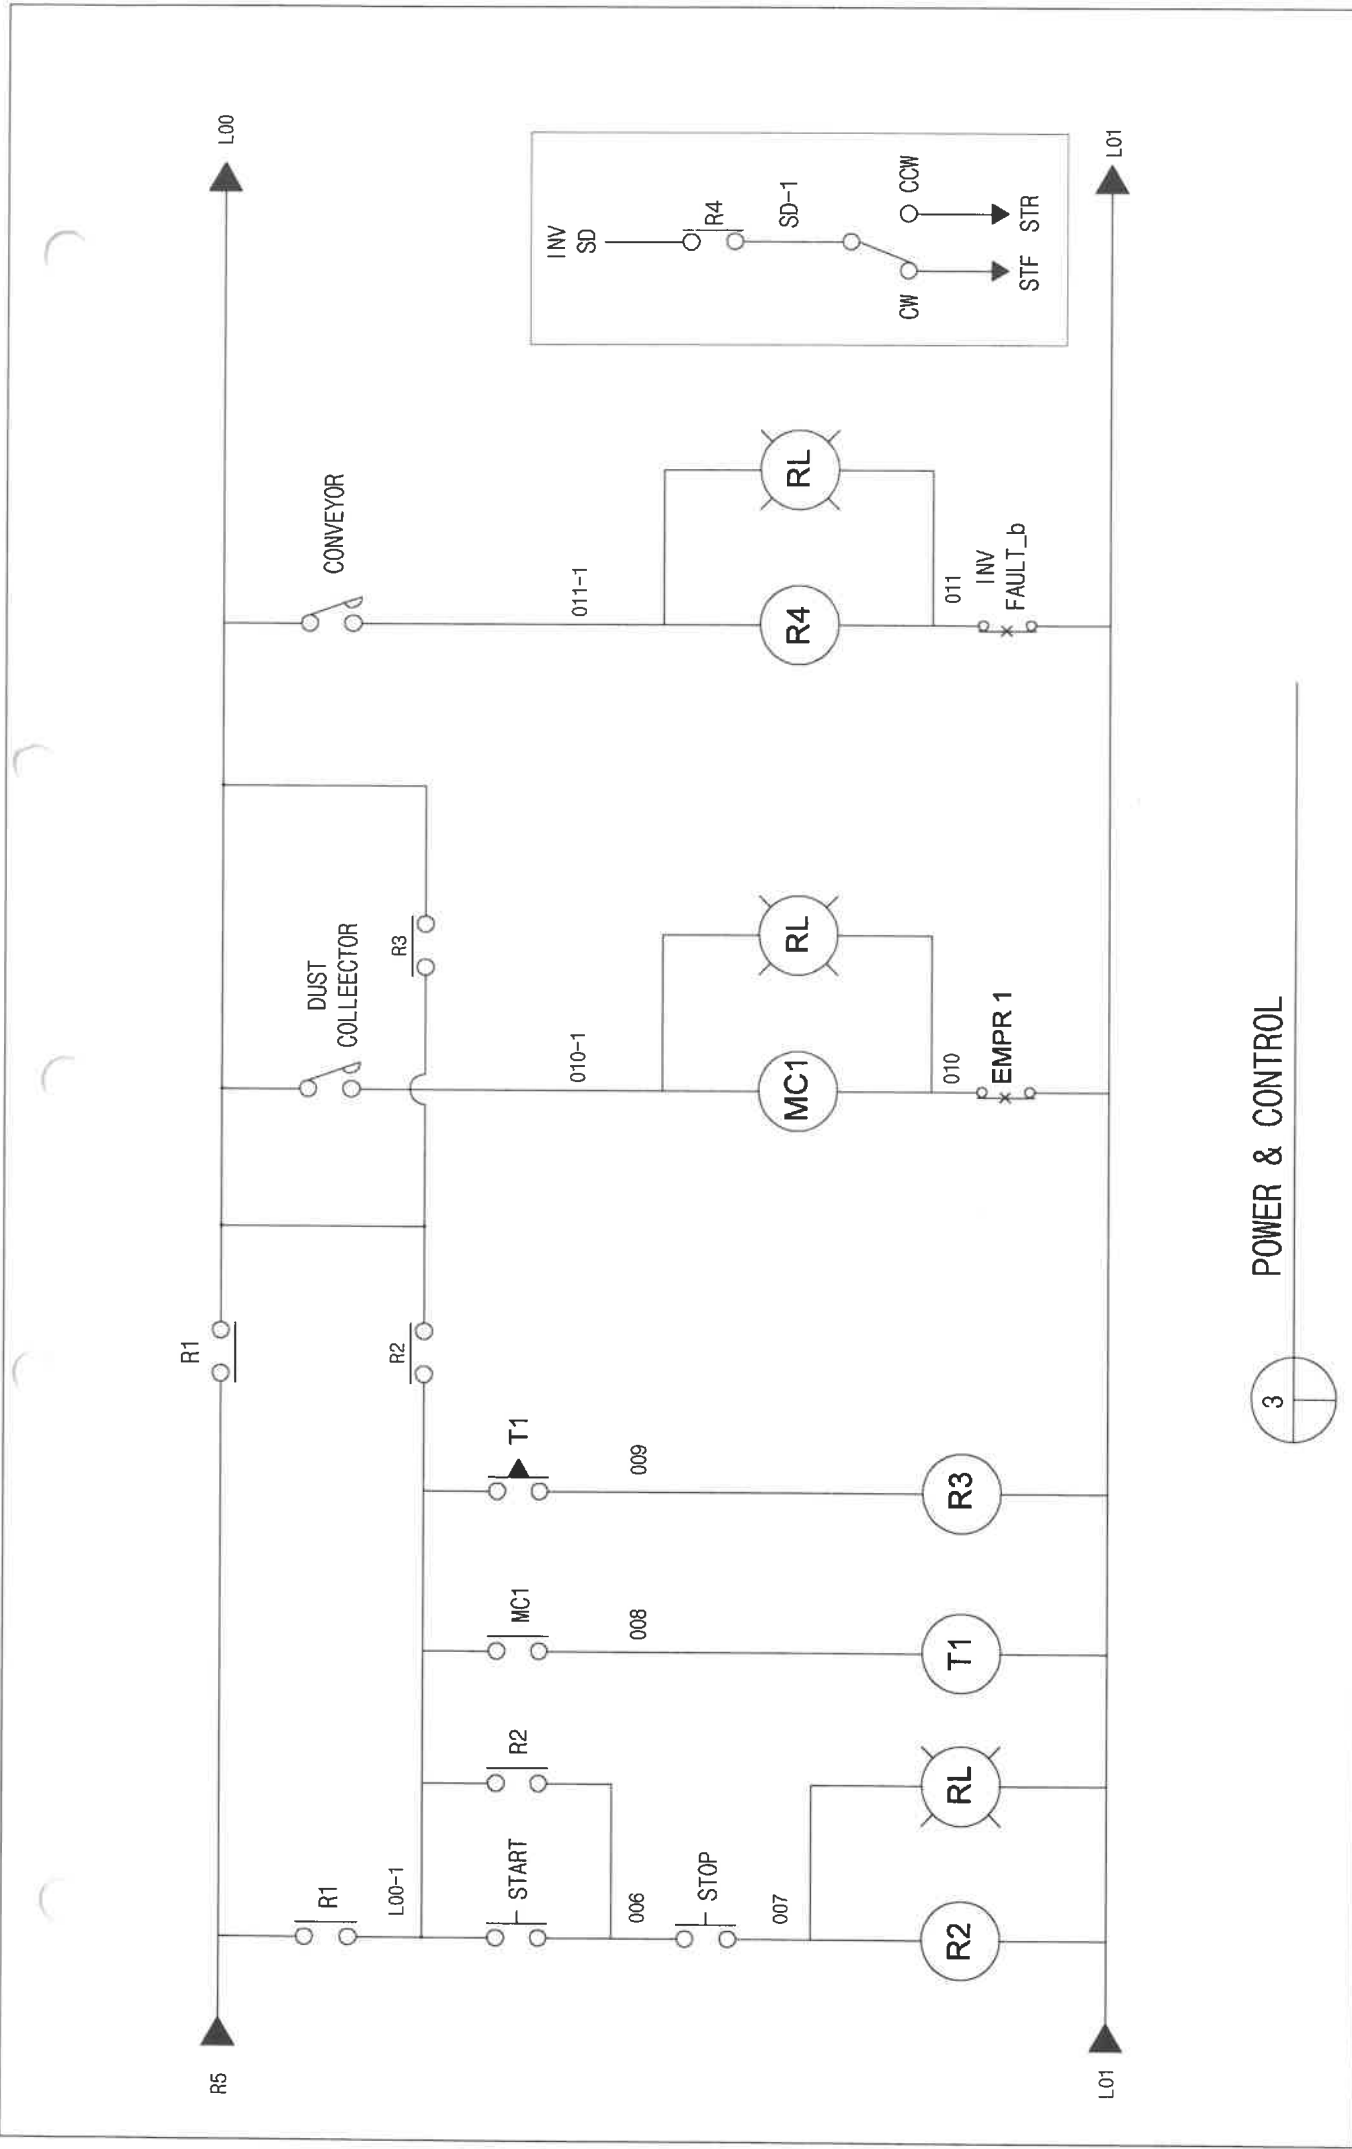 R5
L00
R1
R1
L00-1
START
R2
006
STOP
007
R2
RL
MC1
008
T1
T1
009
R3
R2
DUST
COLLEECTOR
R3
010-1
MC1
RL
010
EMPR 1
CONVEYOR
011-1
R4
RL
011
INV
FAULT_b
INV
SD
R4
SD-1
CW
CCW
STF
STR
L01
L01
3
POWER & CONTROL